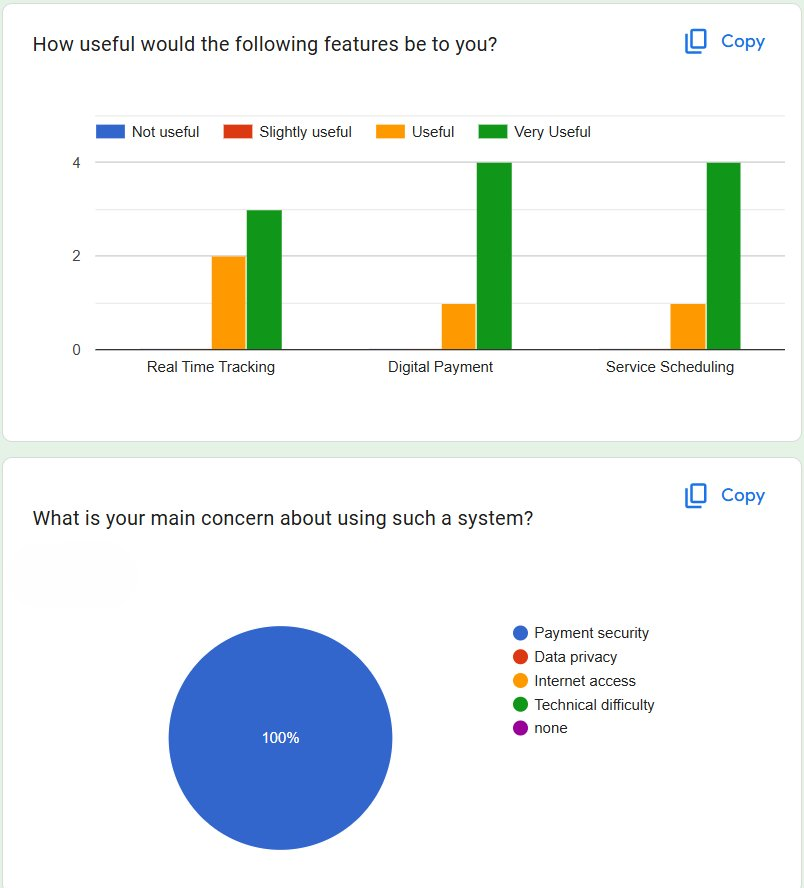 How useful would the following features be to you?
Copy
Not useful Slightly useful Useful Very Useful
4
2
0
Real Time Tracking Digital Payment Service Scheduling
Copy
What is your main concern about using such a system?
100%
Payment security
Data privacy
Internet access
Technical difficulty
none